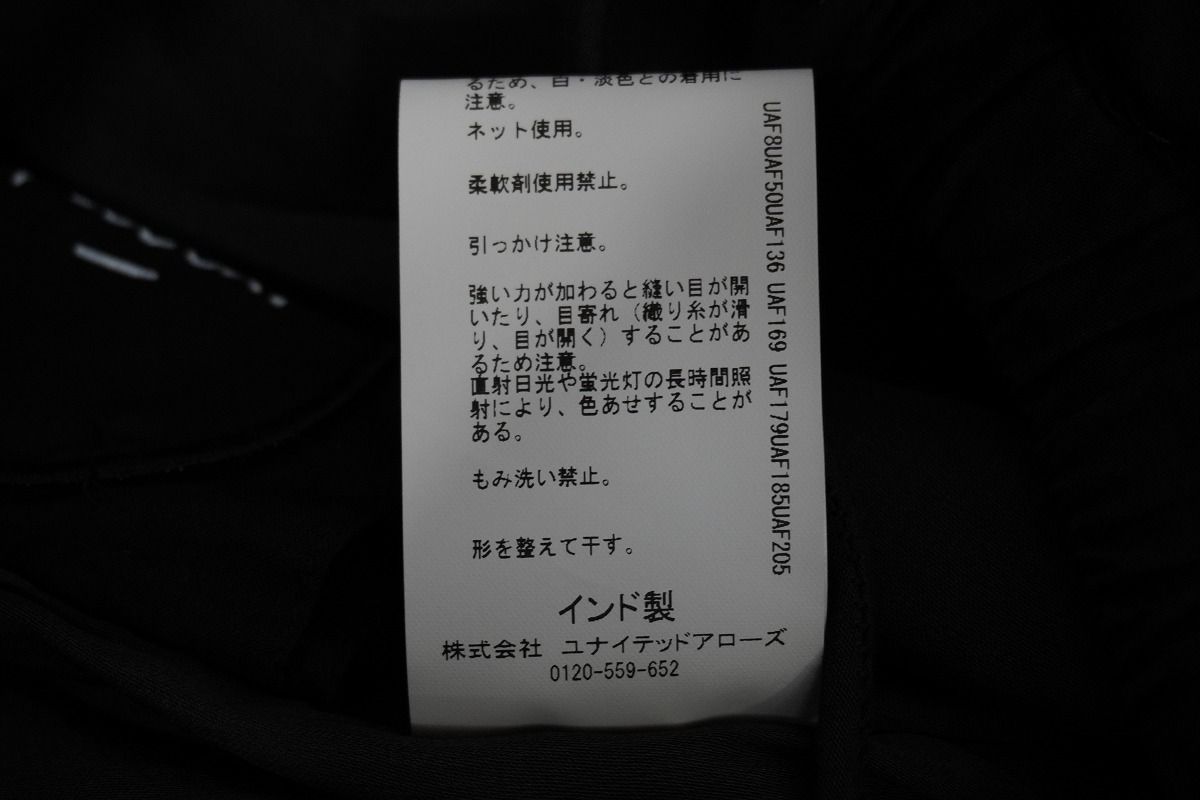 るため、白・淡色との着用に
注意。
ネット使用。
柔軟剤使用禁止。
引っかけ注意。
強い力が加わると縫い目が開
いたり、目寄れ（織り糸が滑
り、目が開く）することがあ
るため注意。
直射日光や蛍光灯の長時間照
射により、色あせすることが
ある。
もみ洗い禁止。
形を整えて干す。
インド製
株式会社 ユナイテッドアローズ
0120-559-652
UAF8UAF50UAF136 UAF169 UAF179UAF185UAF205